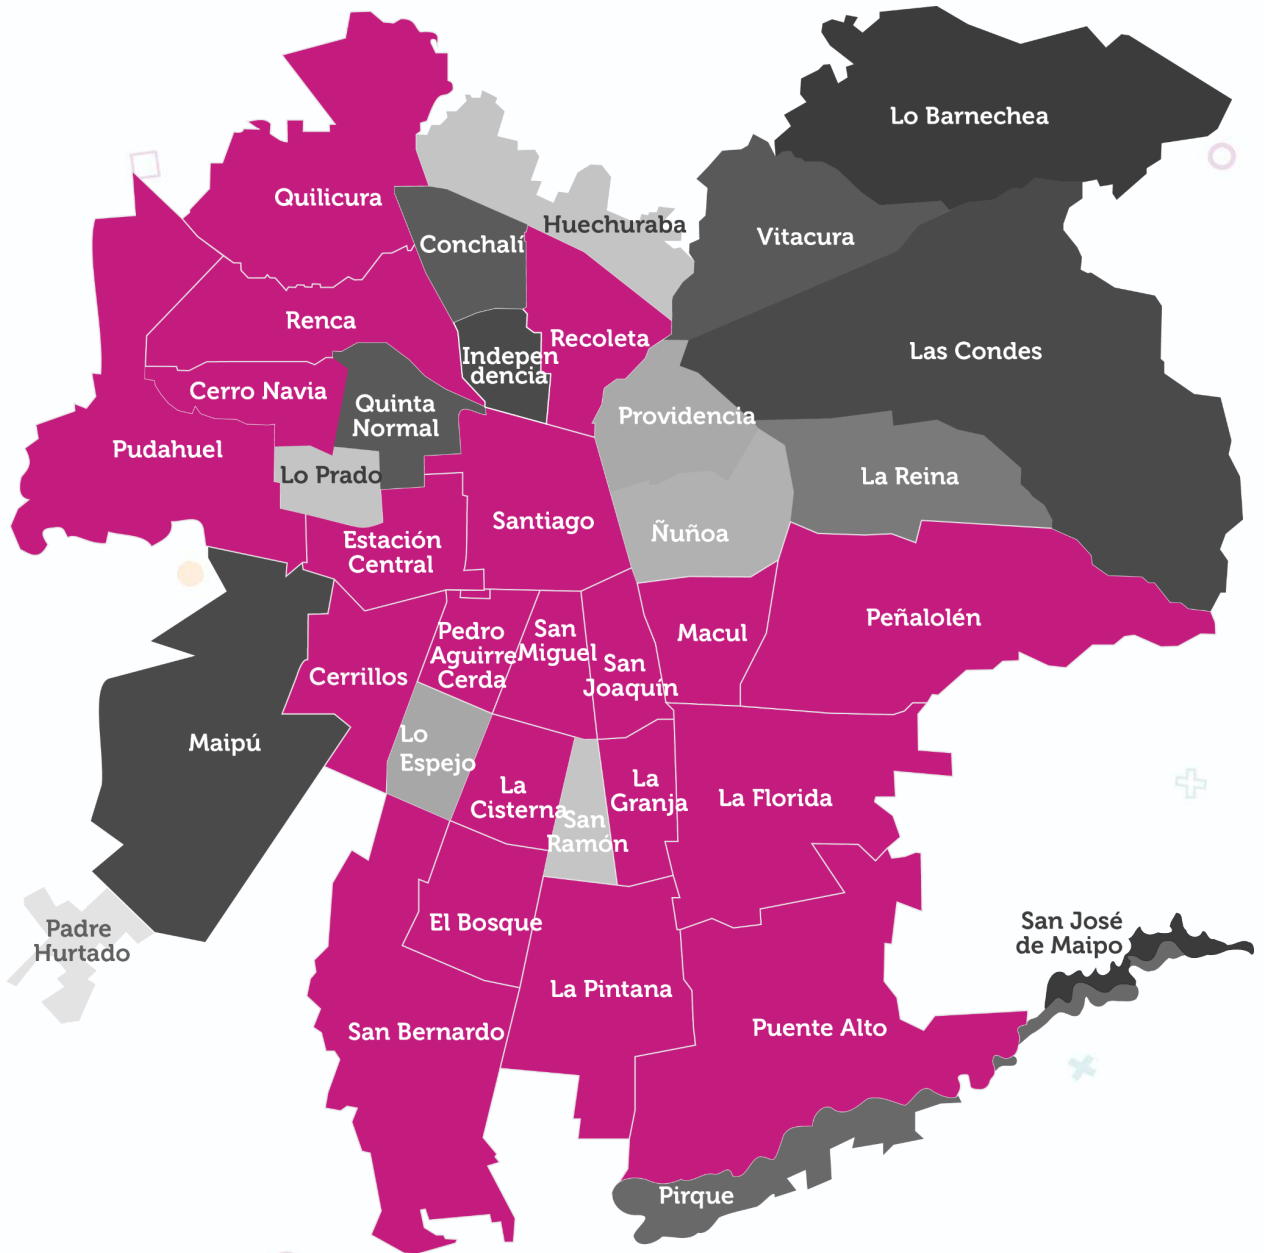 Lo Barnechea
Quilicura
Huechuraba
Conchalí
Vitacura
Renca
Recoleta
Indepen
dencia
Las Condes
Cerro Navia
Quinta
Normal
Providencia
Pudahuel
Lo Prado
La Reina
Santiago
Ñuñoa
Estación
Central
Peñalolén
Pedro
Aguirre
Cerda
San
Miguel
San
Joaquín
Macul
Cerrillos
Maipú
Lo
Espejo
La
Cisterna
San
Ramón
La
Granja
La Florida
El Bosque
Padre
Hurtado
San José
de Maipo
La Pintana
San Bernardo
Puente Alto
Pirque